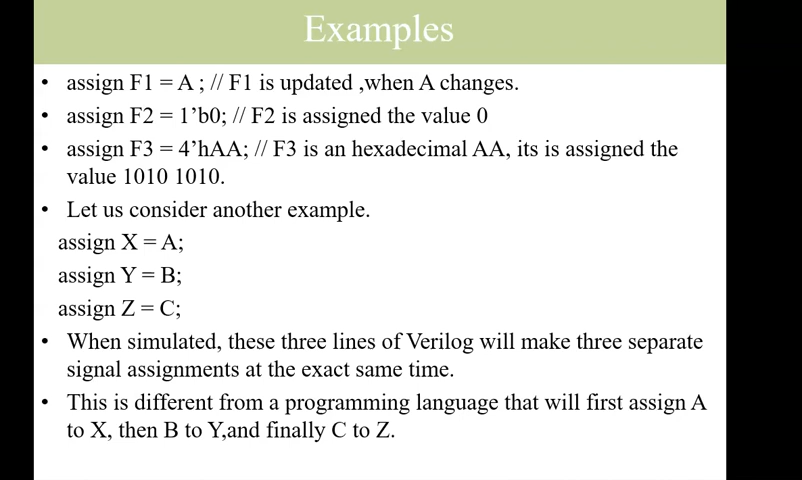 Examples
• assign F1 = A ; // F1 is updated ,when A changes.
• assign F2 = 1’b0; // F2 is assigned the value 0
• assign F3 = 4’hAA; // F3 is an hexadecimal AA, its is assigned the
value 1010 1010.
• Let us consider another example.
assign X = A;
assign Y = B;
assign Z = C;
• When simulated, these three lines of Verilog will make three separate
signal assignments at the exact same time.
• This is different from a programming language that will first assign A
to X, then B to Y,and finally C to Z.